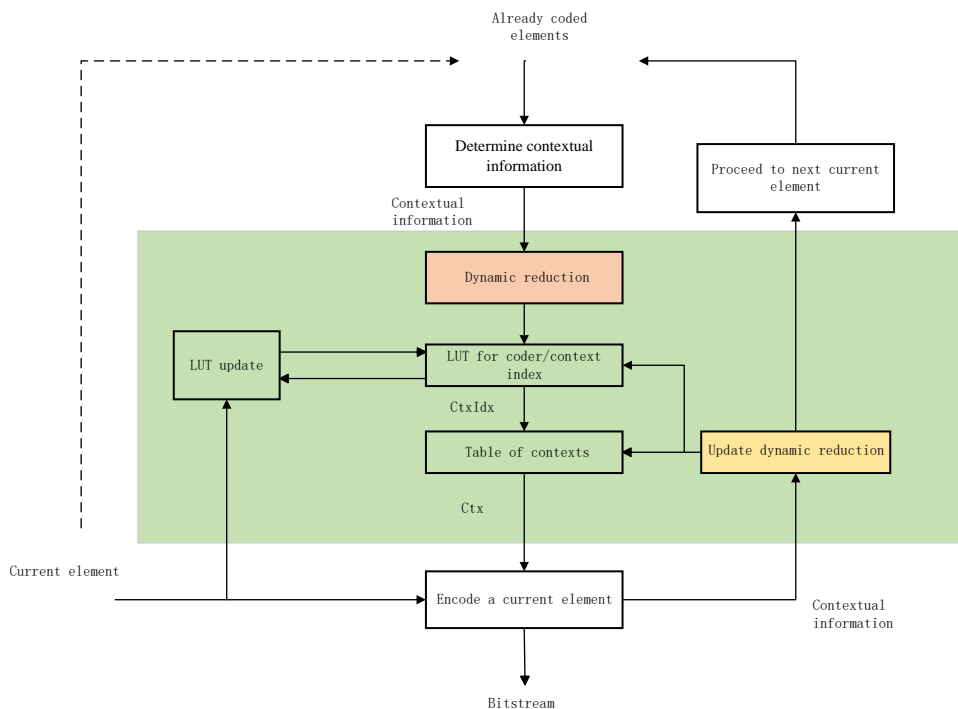 Already coded
elements
Determine contextual
information
Proceed to next current
element
Contextual
information
Dynamic reduction
LUT update
LUT for coder/context
index
CtxIdx
Table of contexts
Update dynamic reduction
Ctx
Current element
Encode a current element
Contextual
information
Bitstream